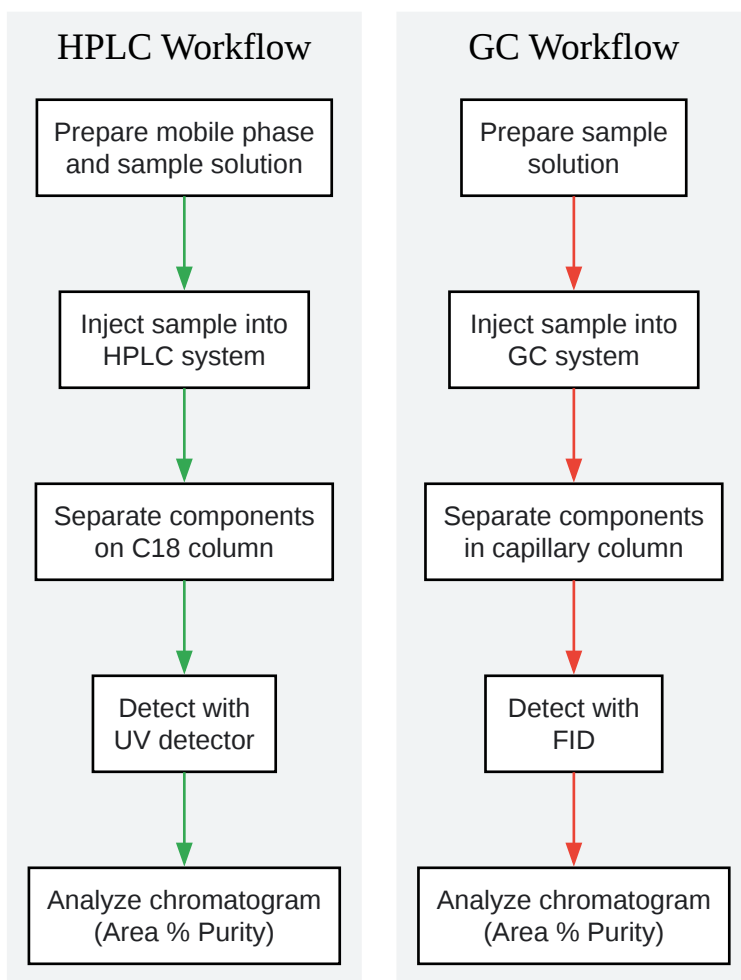 HPLC Workflow
Prepare mobile phase
and sample solution
Inject sample into
HPLC system
Separate components
on C18 column
Detect with
UV detector
Analyze chromatogram
(Area % Purity)
GC Workflow
Prepare sample
solution
Inject sample into
GC system
Separate components
in capillary column
Detect with
FID
Analyze chromatogram
(Area % Purity)